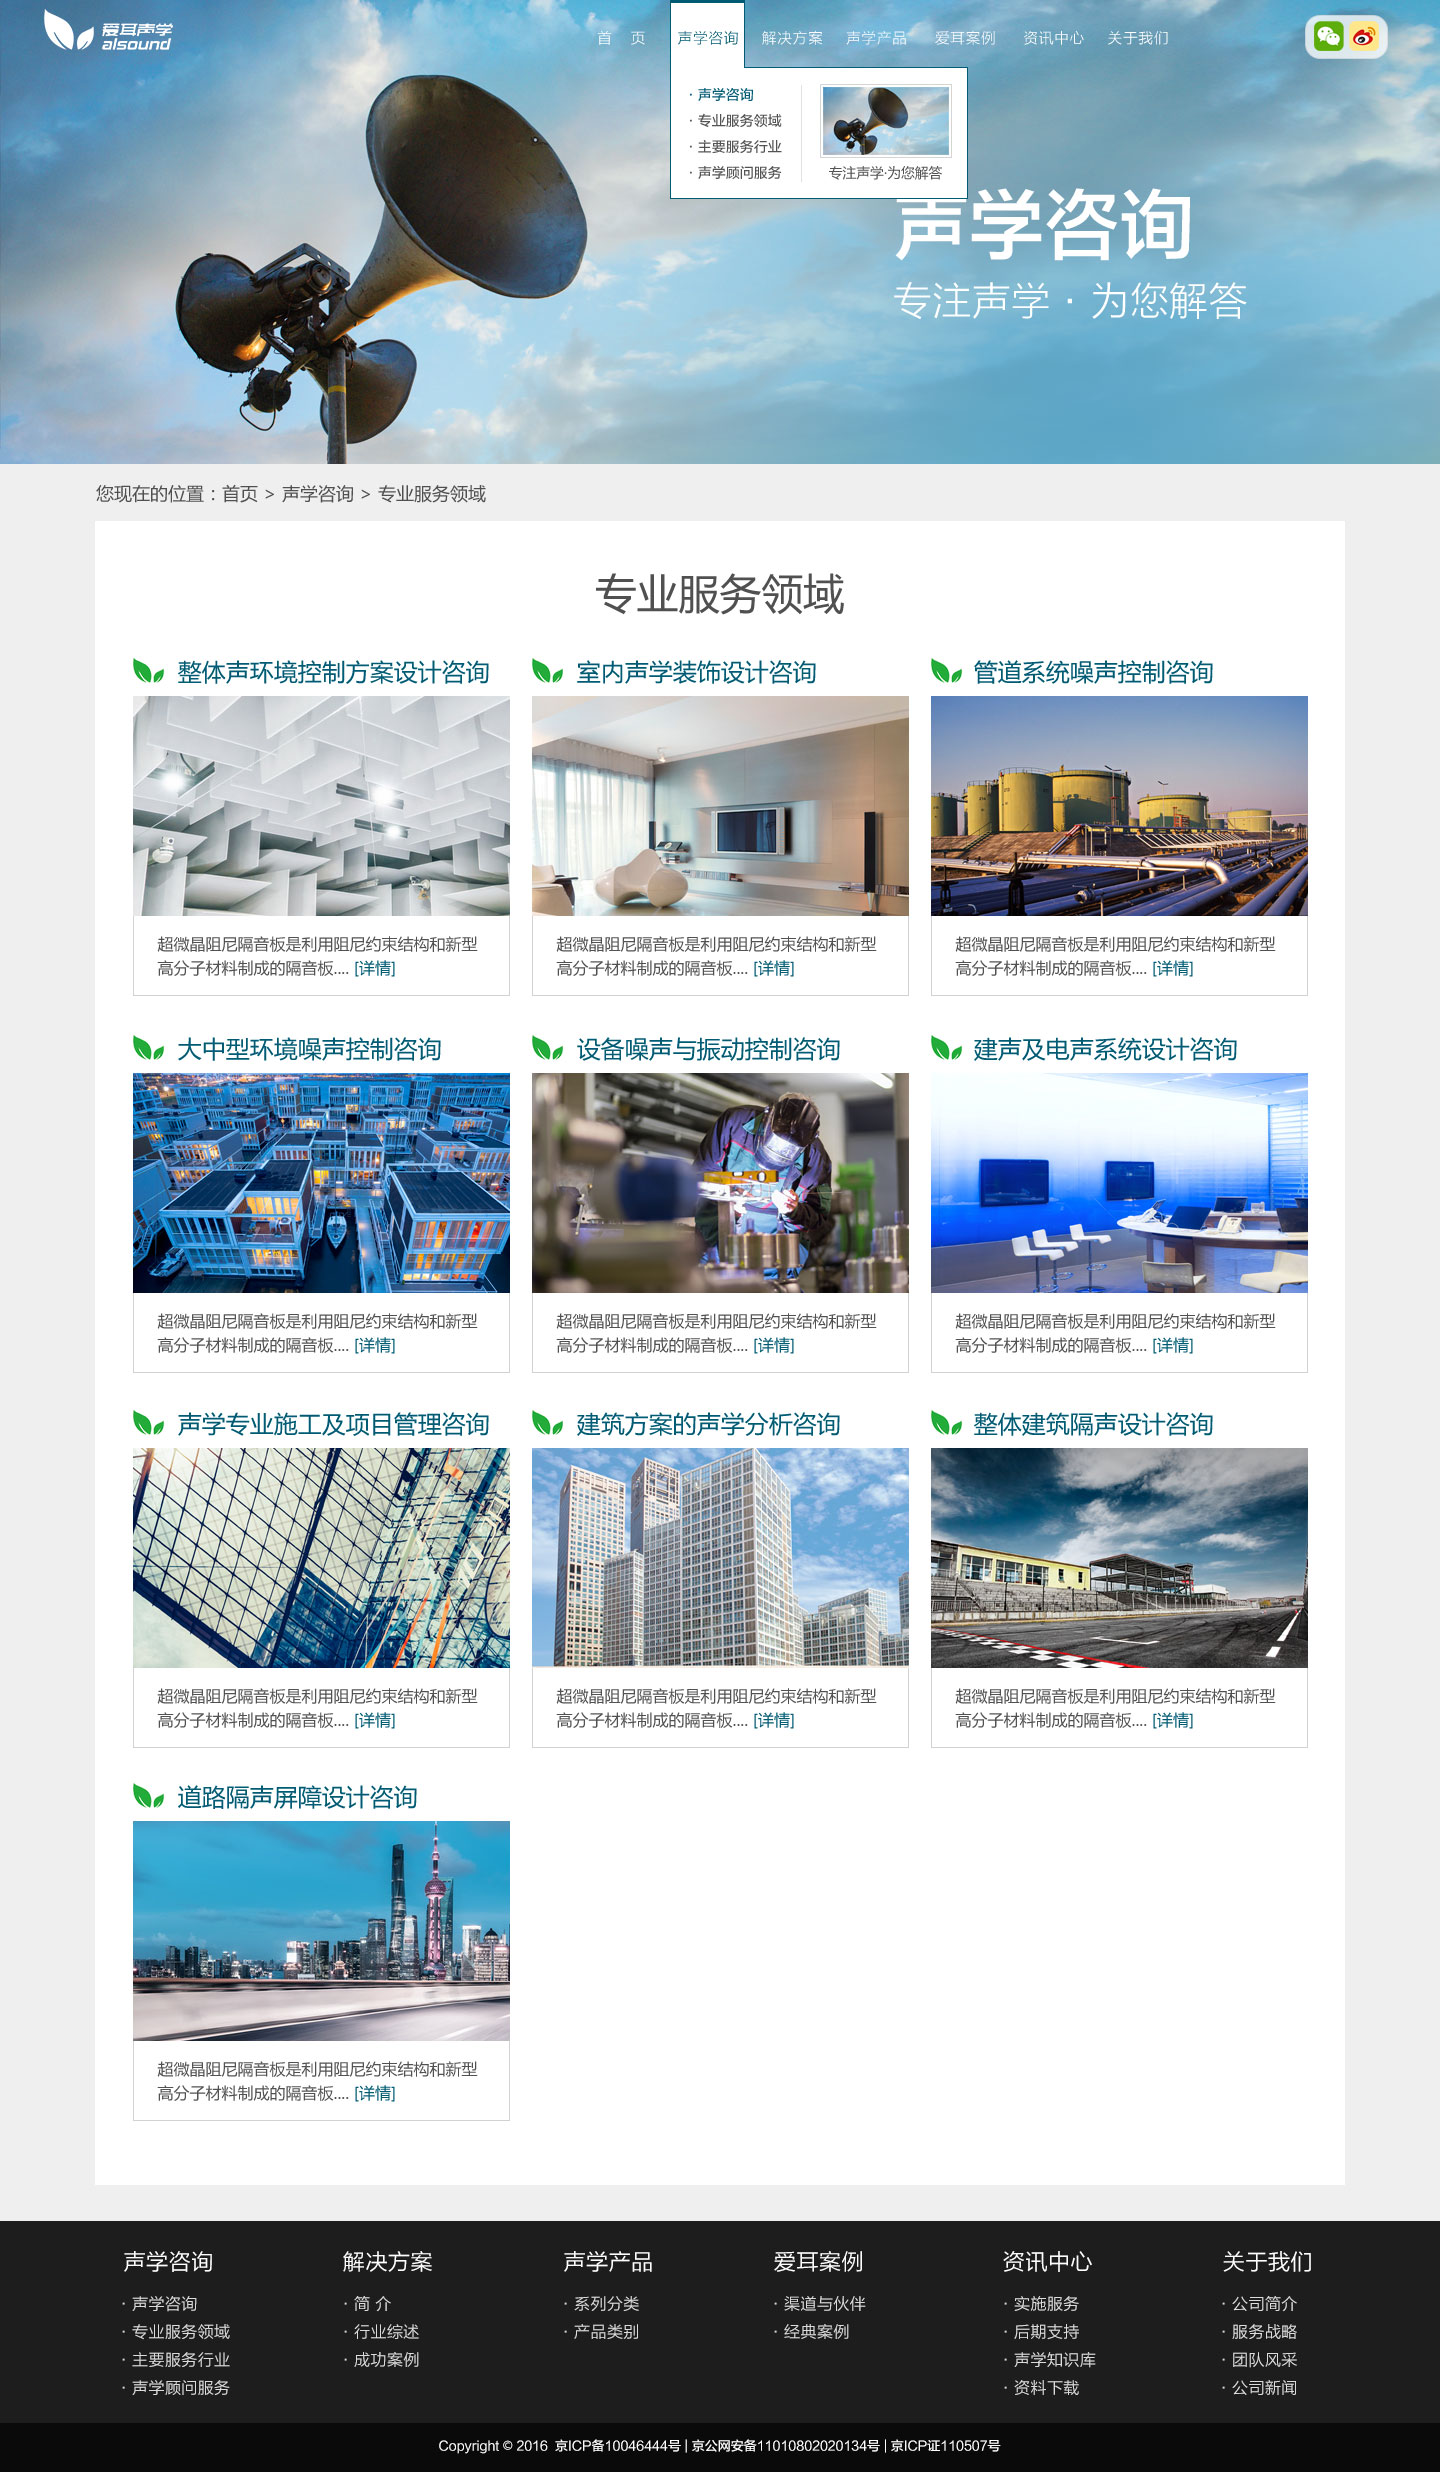 爱耳声学
alsound
首 页 声学咨询 解决方案 声学产品 爱耳案例 资讯中心 关于我们
· 声学咨询
· 专业服务领域
· 主要服务行业
· 声学顾问服务
专注声学·为您解答
声学咨询
专注声学 · 为您解答
您现在的位置：首页 > 声学咨询 > 专业服务领域
专业服务领域
整体声环境控制方案设计咨询
室内声学装饰设计咨询
管道系统噪声控制咨询
超微晶阻尼隔音板是利用阻尼约束结构和新型
高分子材料制成的隔音板.... [详情]
超微晶阻尼隔音板是利用阻尼约束结构和新型
高分子材料制成的隔音板.... [详情]
超微晶阻尼隔音板是利用阻尼约束结构和新型
高分子材料制成的隔音板.... [详情]
大中型环境噪声控制咨询
设备噪声与振动控制咨询
建声及电声系统设计咨询
超微晶阻尼隔音板是利用阻尼约束结构和新型
高分子材料制成的隔音板.... [详情]
超微晶阻尼隔音板是利用阻尼约束结构和新型
高分子材料制成的隔音板.... [详情]
超微晶阻尼隔音板是利用阻尼约束结构和新型
高分子材料制成的隔音板.... [详情]
声学专业施工及项目管理咨询
建筑方案的声学分析咨询
整体建筑隔声设计咨询
超微晶阻尼隔音板是利用阻尼约束结构和新型
高分子材料制成的隔音板.... [详情]
超微晶阻尼隔音板是利用阻尼约束结构和新型
高分子材料制成的隔音板.... [详情]
超微晶阻尼隔音板是利用阻尼约束结构和新型
高分子材料制成的隔音板.... [详情]
道路隔声屏障设计咨询
超微晶阻尼隔音板是利用阻尼约束结构和新型
高分子材料制成的隔音板.... [详情]
声学咨询
· 声学咨询
· 专业服务领域
· 主要服务行业
· 声学顾问服务
解决方案
· 简 介
· 行业综述
· 成功案例
声学产品
· 系列分类
· 产品类别
爱耳案例
· 渠道与伙伴
· 经典案例
资讯中心
· 实施服务
· 后期支持
· 声学知识库
· 资料下载
关于我们
· 公司简介
· 服务战略
· 团队风采
· 公司新闻
Copyright © 2016 京ICP备10046444号 | 京公网安备11010802020134号 | 京ICP证110507号